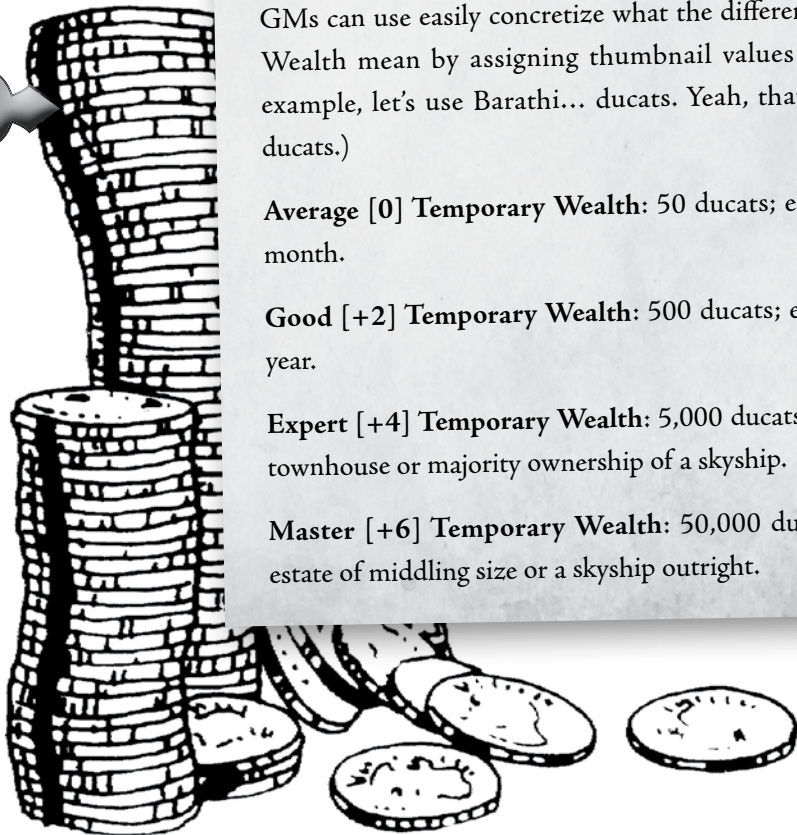 GMs can use easily concretize what the
Wealth mean by assigning thumbnail values
example, let's use Barathi… ducats. Yeah,
ducats.)
Average [0] Temporary Wealth: 50 ducats;
month.
Good [+2] Temporary Wealth: 500 ducats;
year.
Expert [+4] Temporary Wealth: 5,000 ducats
townhouse or majority ownership of a skyship.
Master [+6] Temporary Wealth: 50,000
estate of middling size or a skyship outright.